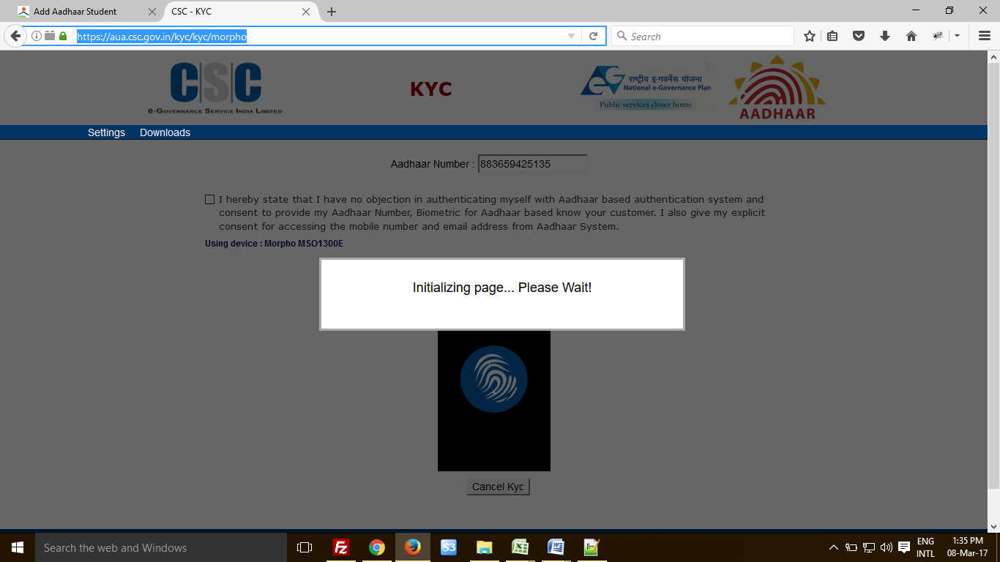 Add Aadhaar Student
CSC - KYC
https://aua.csc.gov.in/kyc/kyc/morpho
Search
CSC
e-Governance Service India Limited
KYC
राष्ट्रीय इ-गवर्नेंस योजना
National e-Governance Plan
Public services closer home
AADHAAR
Settings Downloads
Aadhaar Number : 883659425135
I hereby state that I have no objection in authenticating myself with Aadhaar based authentication system and
consent to provide my Aadhaar Number, Biometric for Aadhaar based know your customer. I also give my explicit
consent for accessing the mobile number and email address from Aadhaar System.
Using device : Morpho MSO1300E
Initializing page... Please Wait!
Cancel Kyc
Search the web and Windows
ENG
INTL
1:35 PM
08-Mar-17